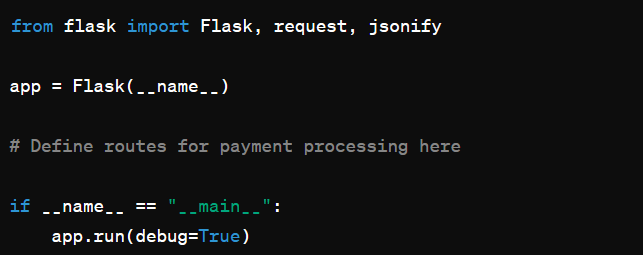 from flask import Flask, request, jsonify
app = Flask(__name__)
# Define routes for payment processing here
if __name__ == "__main__":
    app.run(debug=True)